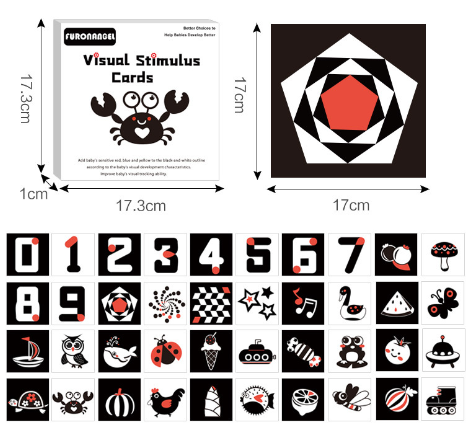 FURONANGEL
Better Choices to
Help Babies Develop Better
Visual Stimulus
Cards
Add baby's sensitive red, blue and yellow to the black and white outline
according to the baby's visual development characteristics.
Improve baby's visual tracking ability.
17.3cm
1cm
17.3cm
17cm
17cm
0 1 2 3 4 5 6 7
8 9